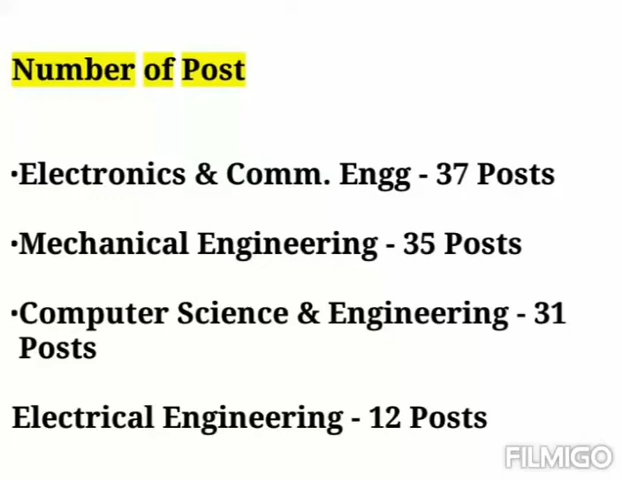 Number of Post
•Electronics & Comm. Engg - 37 Posts
•Mechanical Engineering - 35 Posts
•Computer Science & Engineering - 31
Posts
Electrical Engineering - 12 Posts
FILMIGO